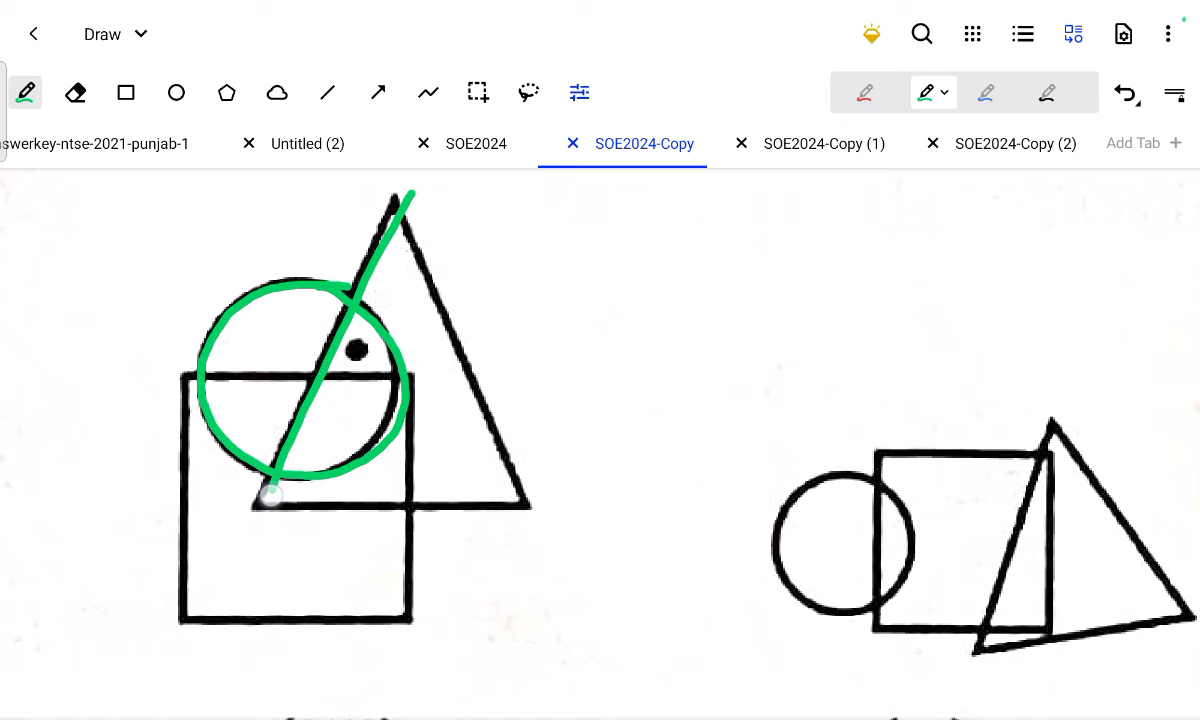 Draw
swerkey-ntse-2021-punjab-1
Untitled (2)
SOE2024
SOE2024-Copy
SOE2024-Copy (1)
SOE2024-Copy (2)
Add Tab